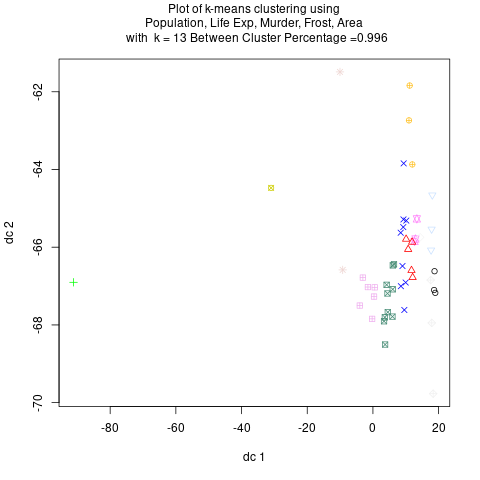 Plot of k-means clustering using
Population, Life Exp, Murder, Frost, Area
with  k = 13 Between Cluster Percentage =0.996
dc 2
-62
-64
-66
-68
-70
-80
-60
-40
-20
0
20
dc 1